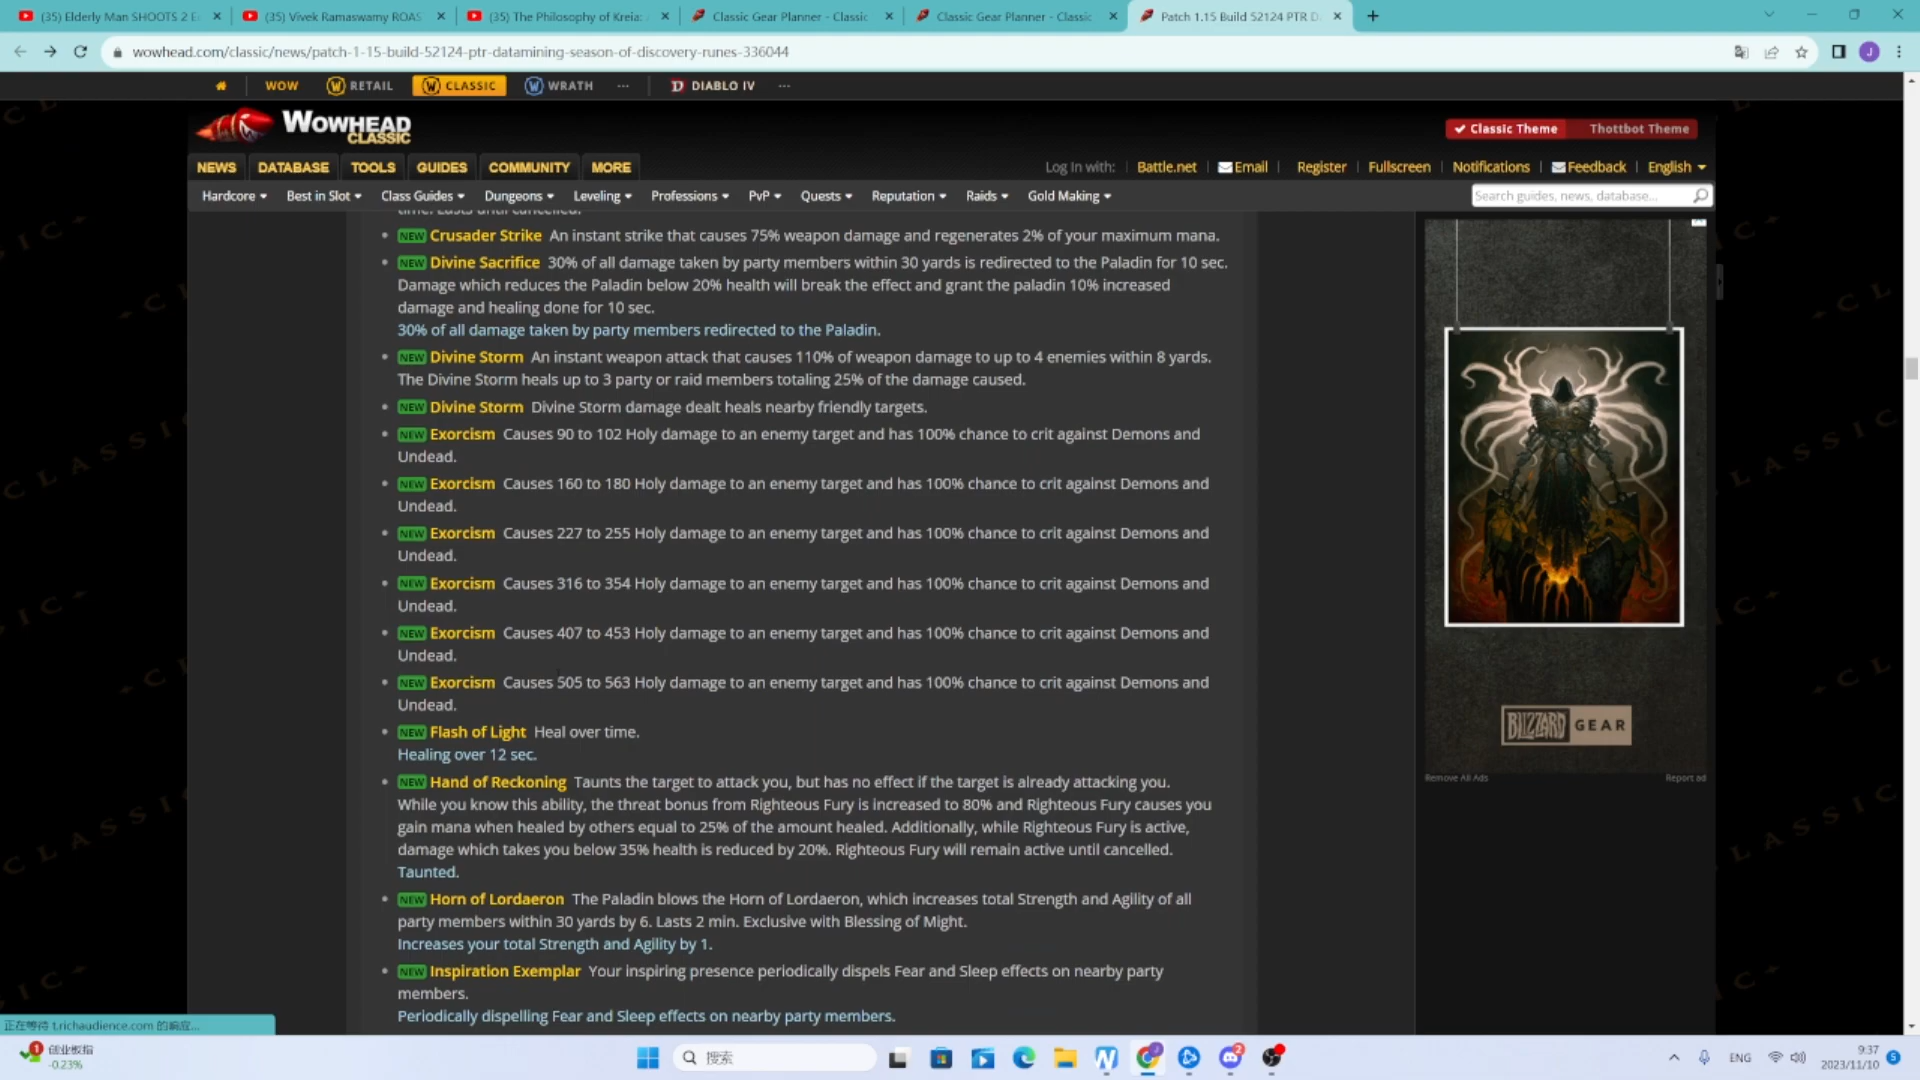 (35) Elderly Man SHOOTS 2 E
(35) Vivek Ramaswamy ROAS
(35) The Philosophy of Kreia:
Classic Gear Planner - Classic
Classic Gear Planner - Classic
Patch 1.15 Build 52124 PTR D
wowhead.com/classic/news/patch-1-15-build-52124-ptr-datamining-season-of-discovery-runes-336044
J
WOW
RETAIL
CLASSIC
WRATH
DIABLO IV
WOWHEAD
CLASSIC
Classic Theme
Thottbot Theme
NEWS
DATABASE
TOOLS
GUIDES
COMMUNITY
MORE
Log In with:
Battle.net
Email
Register
Fullscreen
Notifications
Feedback
English
Hardcore
Best in Slot
Class Guides
Dungeons
Leveling
Professions
PvP
Quests
Reputation
Raids
Gold Making
Search guides, news, database...
time. Lasts until cancelled.
NEW Crusader Strike An instant strike that causes 75% weapon damage and regenerates 2% of your maximum mana.
NEW Divine Sacrifice 30% of all damage taken by party members within 30 yards is redirected to the Paladin for 10 sec.
Damage which reduces the Paladin below 20% health will break the effect and grant the paladin 10% increased
damage and healing done for 10 sec.
30% of all damage taken by party members redirected to the Paladin.
NEW Divine Storm An instant weapon attack that causes 110% of weapon damage to up to 4 enemies within 8 yards.
The Divine Storm heals up to 3 party or raid members totaling 25% of the damage caused.
NEW Divine Storm Divine Storm damage dealt heals nearby friendly targets.
NEW Exorcism Causes 90 to 102 Holy damage to an enemy target and has 100% chance to crit against Demons and
Undead.
NEW Exorcism Causes 160 to 180 Holy damage to an enemy target and has 100% chance to crit against Demons and
Undead.
NEW Exorcism Causes 227 to 255 Holy damage to an enemy target and has 100% chance to crit against Demons and
Undead.
NEW Exorcism Causes 316 to 354 Holy damage to an enemy target and has 100% chance to crit against Demons and
Undead.
NEW Exorcism Causes 407 to 453 Holy damage to an enemy target and has 100% chance to crit against Demons and
Undead.
NEW Exorcism Causes 505 to 563 Holy damage to an enemy target and has 100% chance to crit against Demons and
Undead.
NEW Flash of Light Heal over time.
Healing over 12 sec.
NEW Hand of Reckoning Taunts the target to attack you, but has no effect if the target is already attacking you.
While you know this ability, the threat bonus from Righteous Fury is increased to 80% and Righteous Fury causes you
gain mana when healed by others equal to 25% of the amount healed. Additionally, while Righteous Fury is active,
damage which takes you below 35% health is reduced by 20%. Righteous Fury will remain active until cancelled.
Taunted.
NEW Horn of Lordaeron The Paladin blows the Horn of Lordaeron, which increases total Strength and Agility of all
party members within 30 yards by 6. Lasts 2 min. Exclusive with Blessing of Might.
Increases your total Strength and Agility by 1.
NEW Inspiration Exemplar Your inspiring presence periodically dispels Fear and Sleep effects on nearby party
members.
Periodically dispelling Fear and Sleep effects on nearby party members.
BLIZZARD GEAR
Remove All Ads
Report ad
正在等待 t.richaudience.com 的响应...
1
创业板指
-0.23%
搜索
2
ENG
9:37
2023/11/10
5